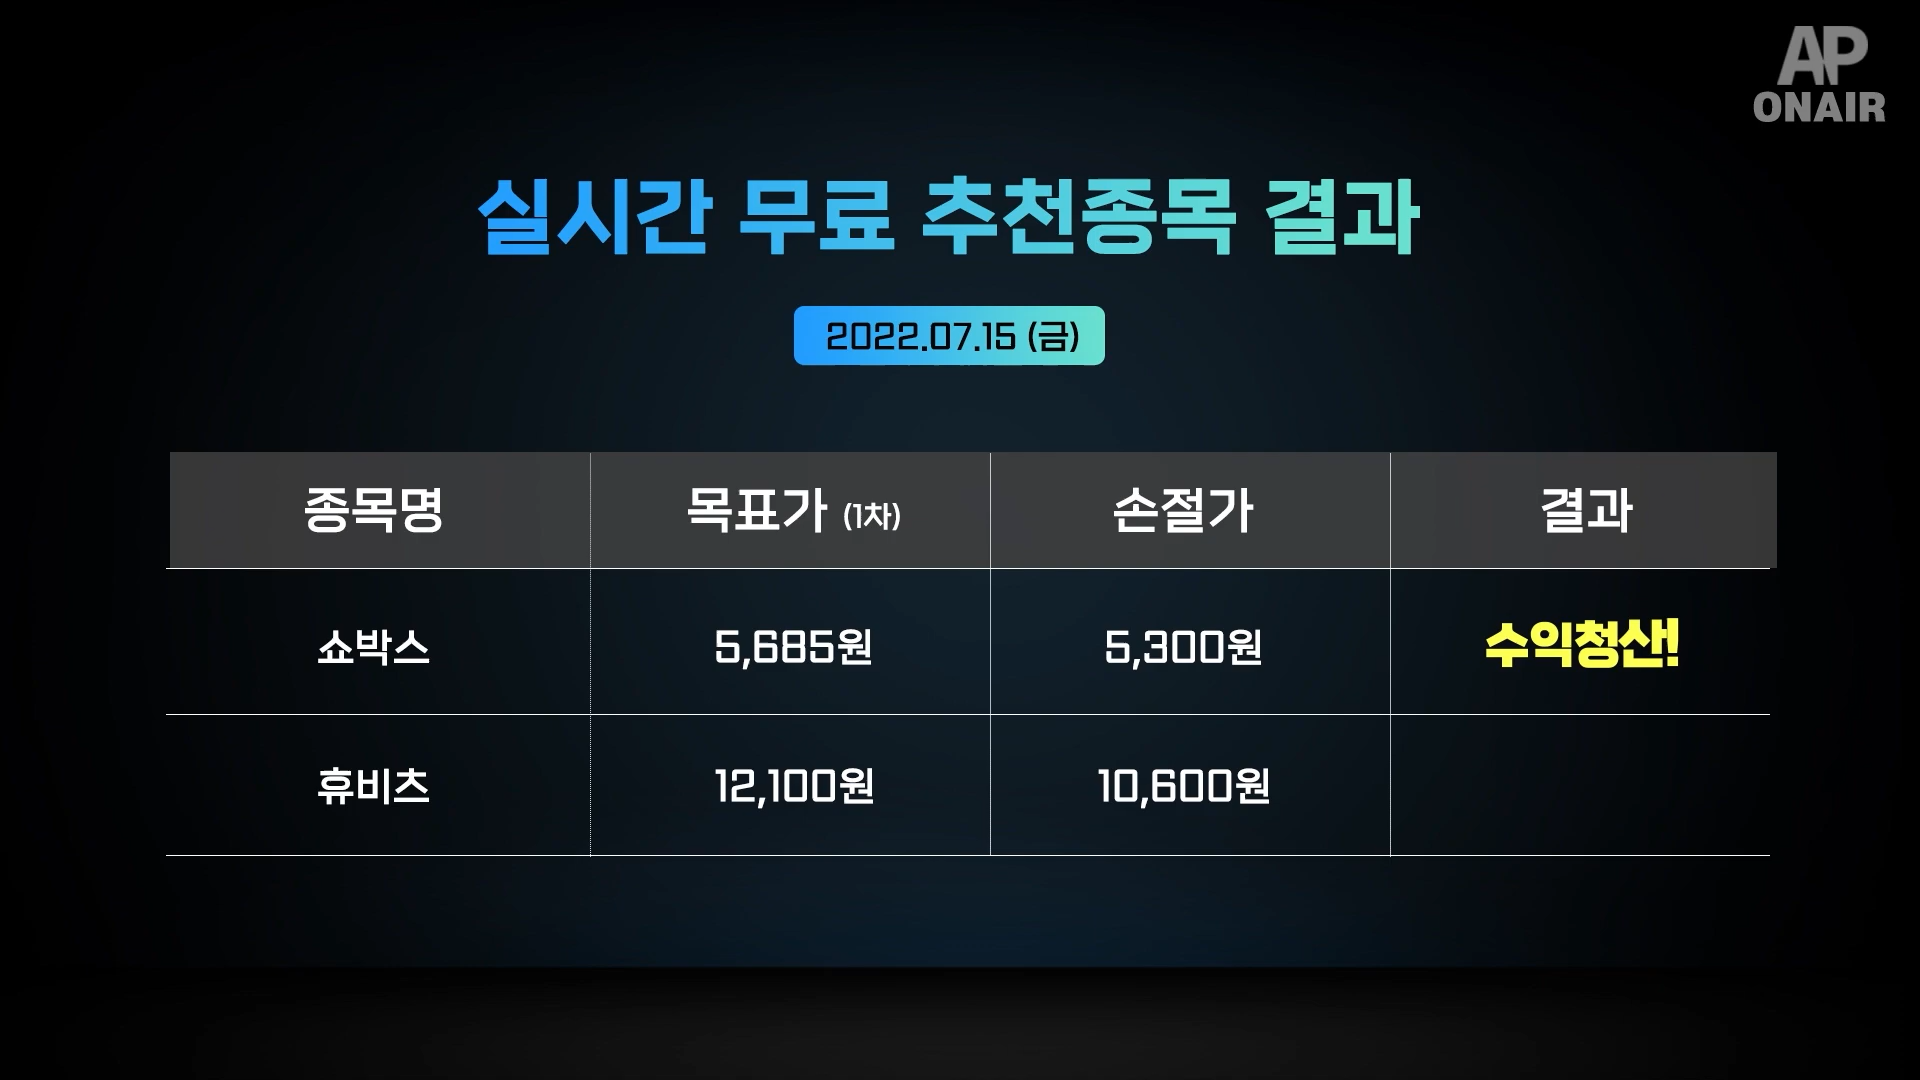 AP
ONAIR
실시간 무료 추천종목 결과
2022.07.15 (금)
종목명 목표가 (1차) 손절가 결과
쇼박스 5,685원 5,300원 수익청산!
휴비츠 12,100원 10,600원